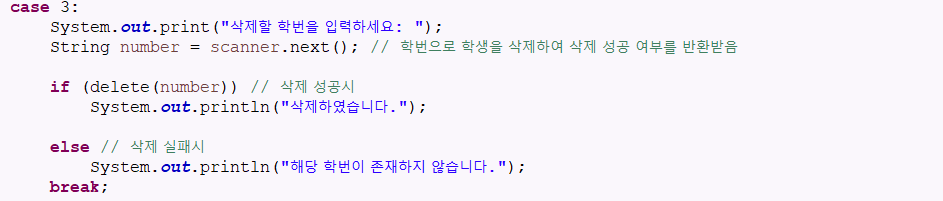 case 3:
System.out.print("삭제할 학번을 입력하세요: ");
String number = scanner.next(); // 학번으로 학생을 삭제하여 삭제 성공 여부를 반환받음
if (delete(number)) // 삭제 성공시
System.out.println("삭제하였습니다.");
else // 삭제 실패시
System.out.println("해당 학번이 존재하지 않습니다.");
break;